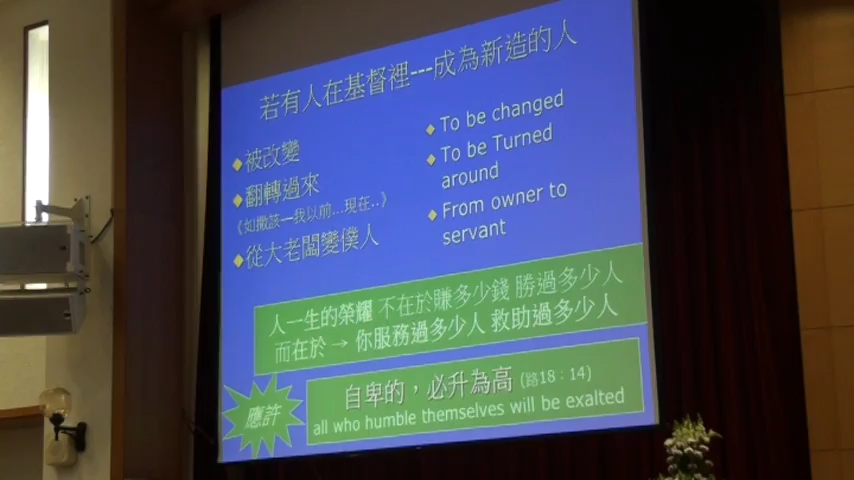 若有人在基督裡---成為新造的人
◆被改變
◆翻轉過來
《如撒該—我以前...現在..》
◆從大老闆變僕人
◆To be changed
◆To be Turned
around
◆From owner to
servant
人一生的榮耀 不在於賺多少錢 勝過多少人
而在於 → 你服務過多少人 救助過多少人
應許
自卑的，必升為高 (路18：14)
all who humble themselves will be exalted